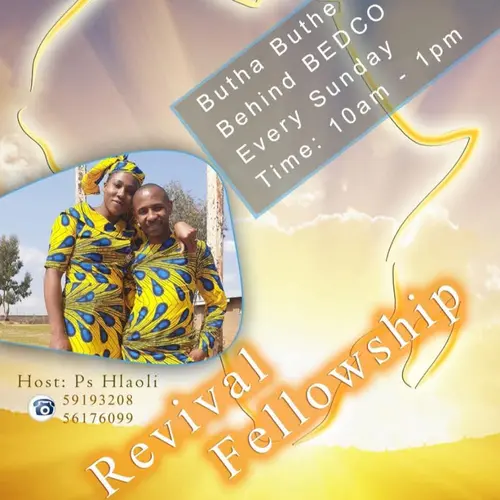 Butha Buthe
Behind BEDCO
Every Sunday
Time: 10am - 1pm
Host: Ps Hlaoli
59193208
56176099
Revival
Fellowship